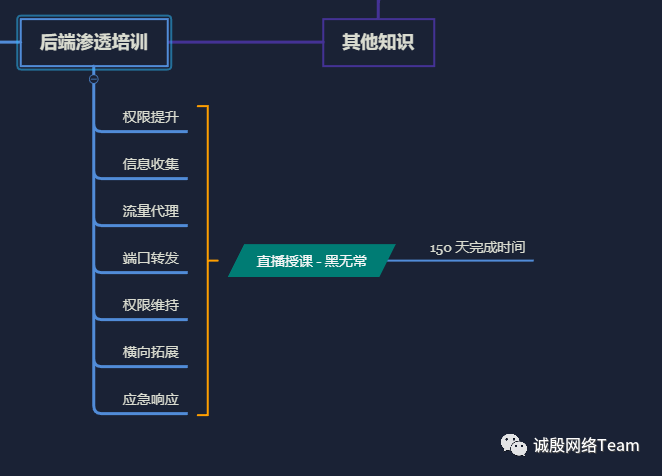 后端渗透培训
其他知识
权限提升
信息收集
流量代理
端口转发
权限维持
横向拓展
应急响应
直播授课 - 黑无常
150 天完成时间
诚殷网络Team